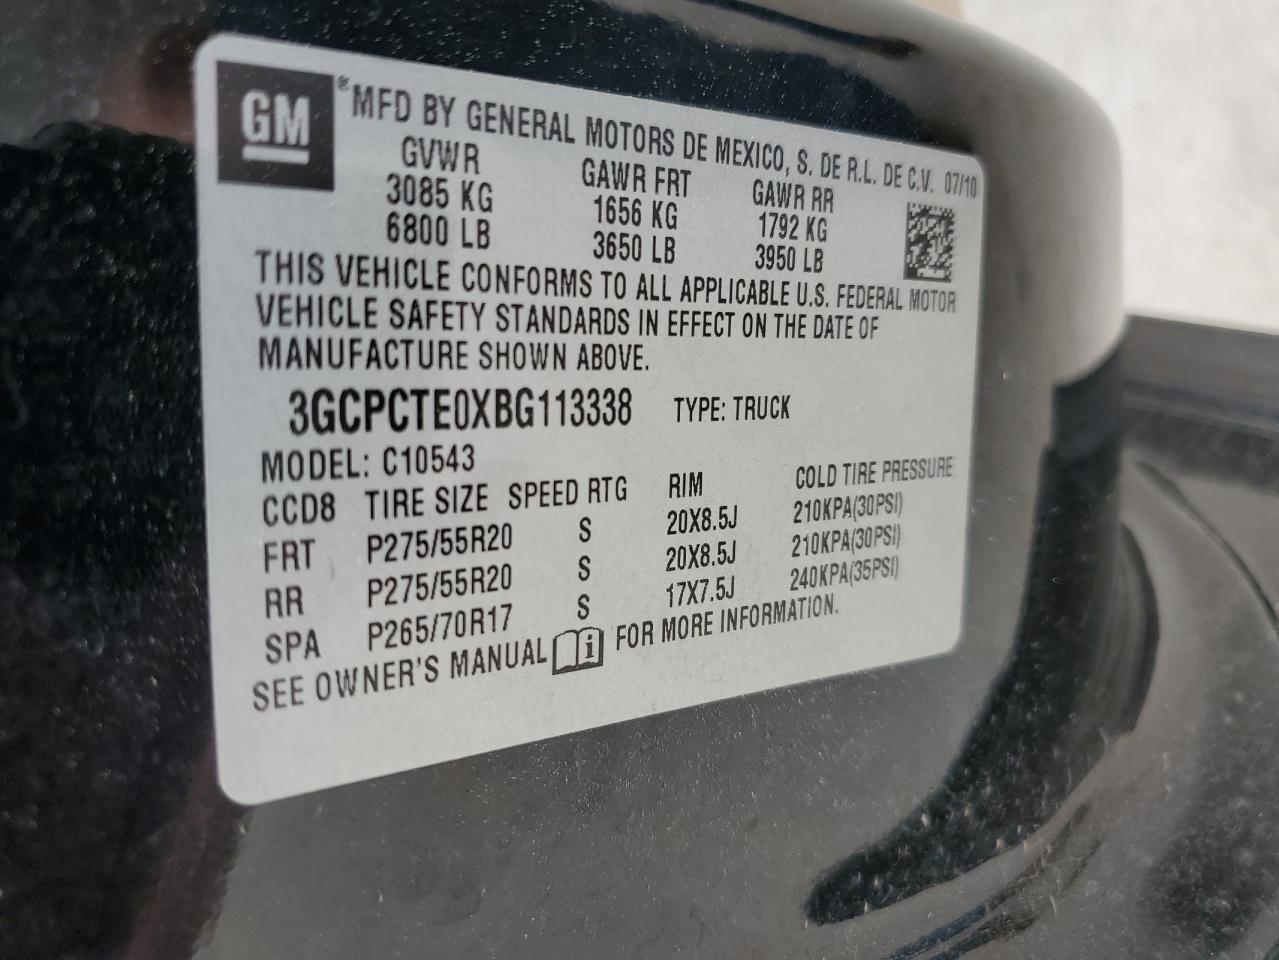 GM ® MFD BY GENERAL MOTORS DE MEXICO, S. DE R.L. DE C.V. 07/10
GVWR GAWR FRT GAWR RR
3085 KG 1656 KG 1792 KG
6800 LB 3650 LB 3950 LB
THIS VEHICLE CONFORMS TO ALL APPLICABLE U.S. FEDERAL MOTOR
VEHICLE SAFETY STANDARDS IN EFFECT ON THE DATE OF
MANUFACTURE SHOWN ABOVE.
3GCPCTE0XBG113338 TYPE: TRUCK
MODEL: C10543
CCD8 TIRE SIZE SPEED RTG RIM COLD TIRE PRESSURE
FRT P275/55R20 S 20X8.5J 210KPA(30PSI)
RR P275/55R20 S 20X8.5J 210KPA(30PSI)
SPA P265/70R17 S 17X7.5J 240KPA(35PSI)
SEE OWNER'S MANUAL i FOR MORE INFORMATION.